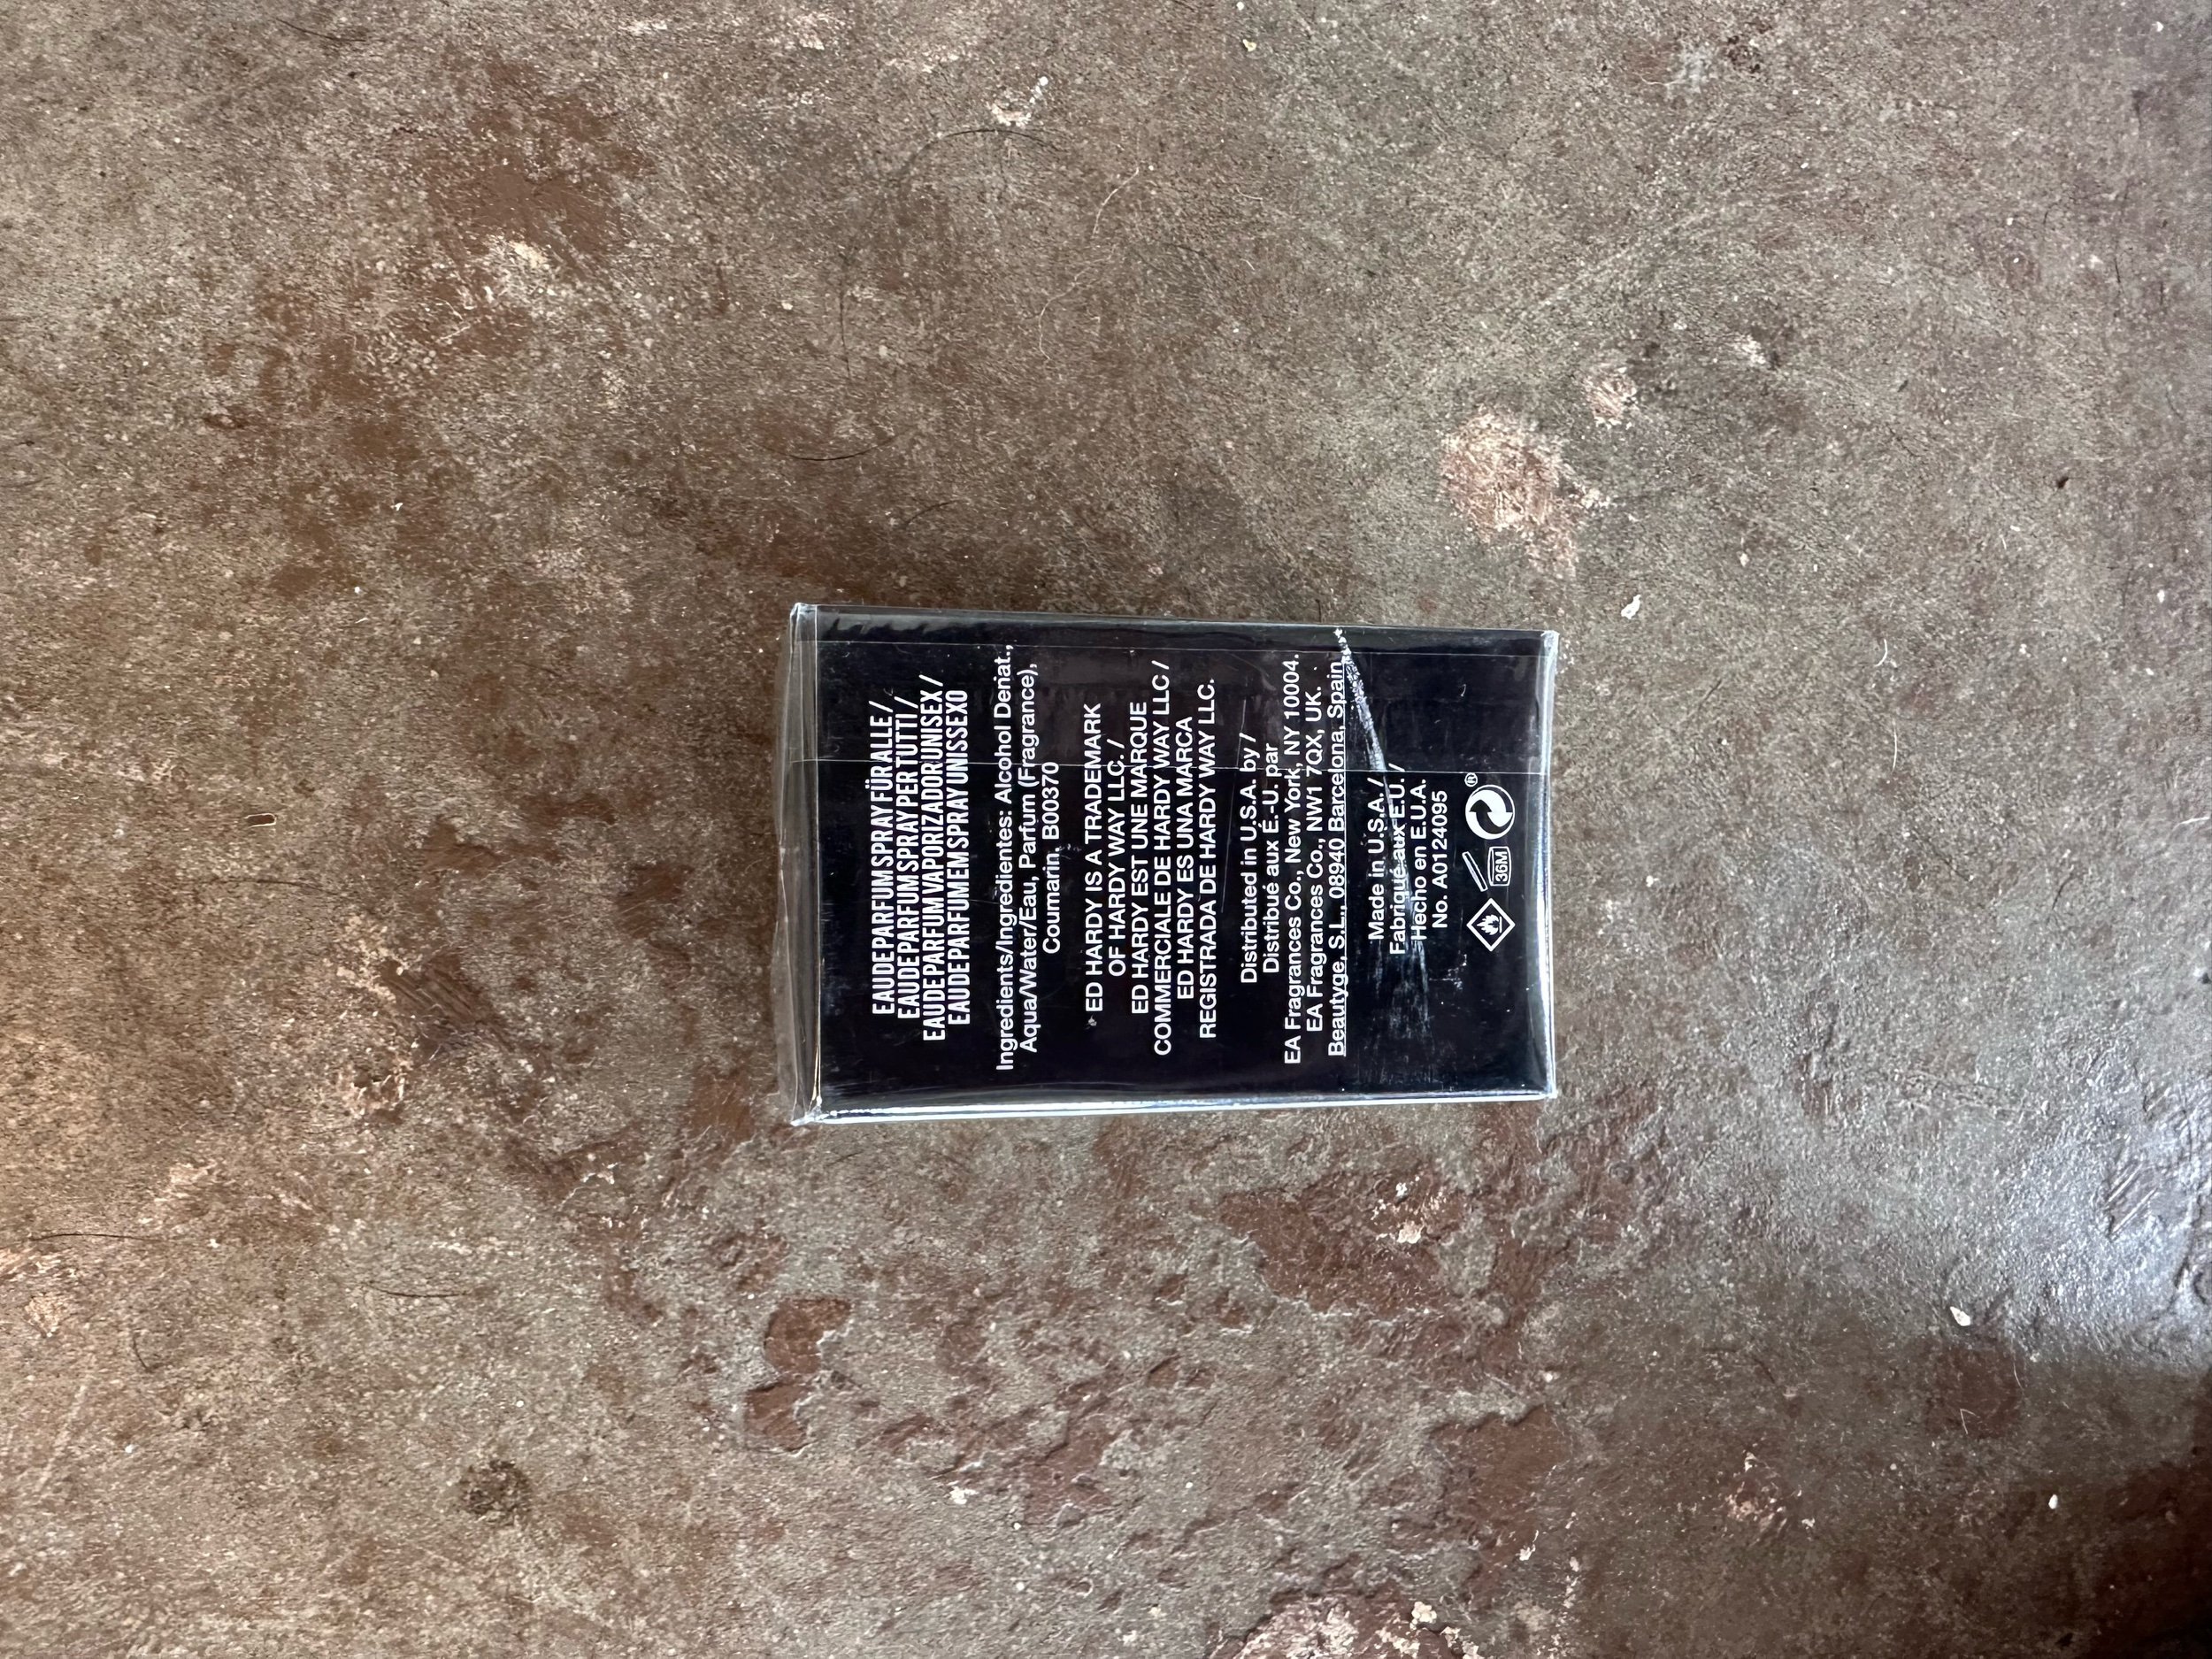 EAU DE PARFUM SPRAY FÜR ALLE /
EAU DE PARFUM SPRAY PER TUTTI /
EAU DE PARFUM VAPORIZADOR UNISEX /
EAU DE PARFUM EM SPRAY UNISSEXO
Ingredients/Ingrédientes: Alcohol Denat.,
Aqua/Water/Eau, Parfum (Fragrance),
Coumarin. B00370
ED HARDY IS A TRADEMARK
OF HARDY WAY LLC. /
ED HARDY EST UNE MARQUE
COMMERCIALE DE HARDY WAY LLC /
ED HARDY ES UNA MARCA
REGISTRADA DE HARDY WAY LLC.
Distributed in U.S.A. by /
Distribué aux É.-U. par
EA Fragrances Co., New York, NY 10004.
EA Fragrances Co., NW1 7QX, UK.
Beautyge, S.L., 08940 Barcelona, Spain
Made in U.S.A. /
Fabriqué aux E.U. /
Hecho en E.U.A.
No. A0124095
36M
®